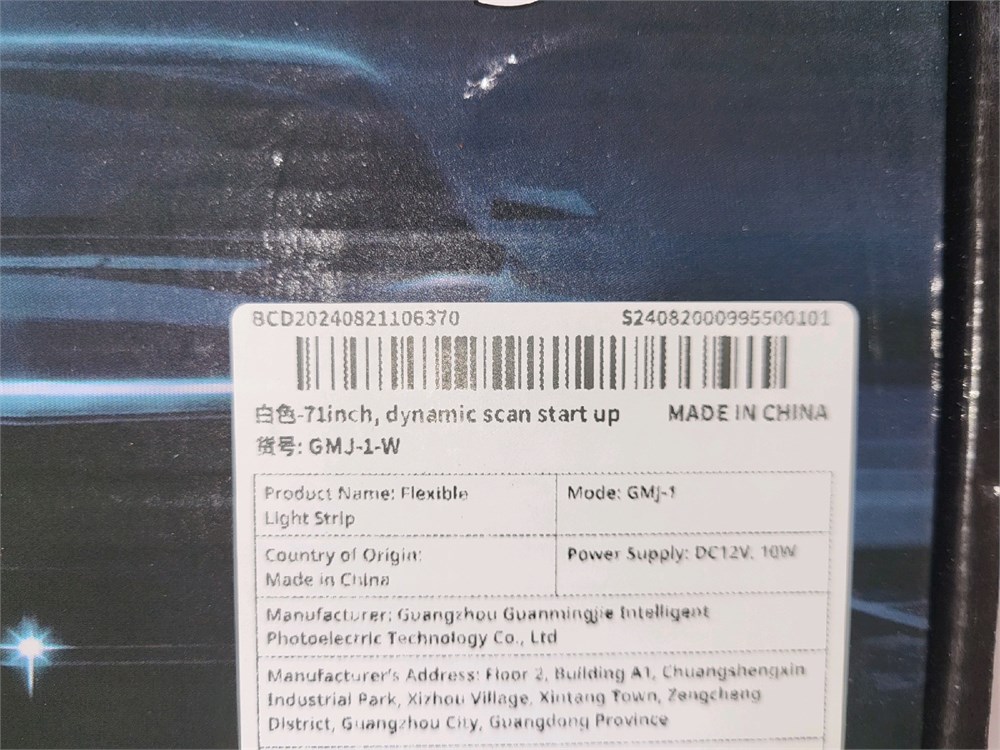 BCD20240821106370 S24082000995500101
白色-71inch, dynamic scan start up MADE IN CHINA
货号: GMJ-1-W
Product Name: Flexible
Light Strip
Mode: GMJ-1
Country of Origin:
Made in China
Power Supply: DC12V, 10W
Manufacturer: Guangzhou Guanmingjie Intelligent
Photoelectric Technology Co., Ltd
Manufacturer's Address: Floor 2, Building A1, Chuangshengxin
Industrial Park, Xizhou Village, Xintang Town, Zengcheng
District, Guangzhou City, Guangdong Province